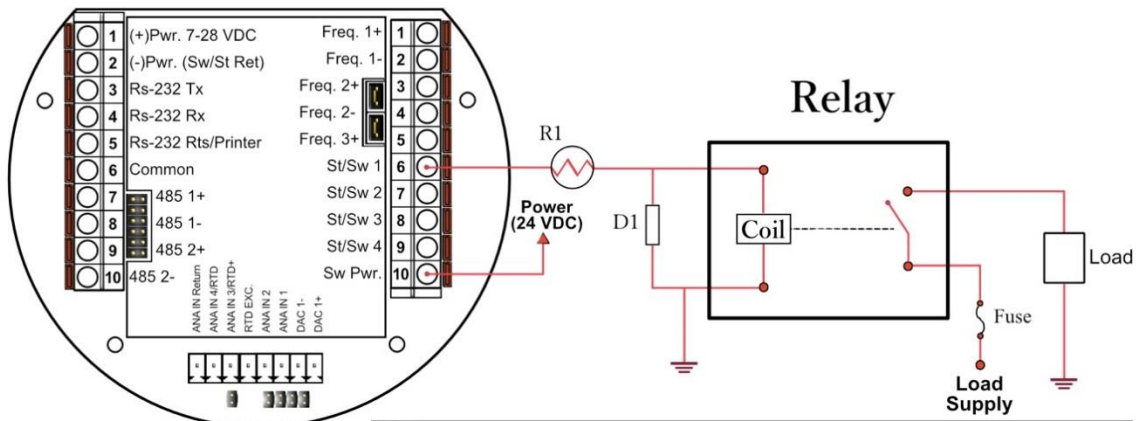 1 (+)Pwr. 7-28 VDC
2 (-)Pwr. (Sw/St Ret)
3 Rs-232 Tx
4 Rs-232 Rx
5 Rs-232 Rts/Printer
6 Common
7 485 1+
8 485 1-
9 485 2+
10 485 2-
Freq. 1+ 1
Freq. 1- 2
Freq. 2+ 3
Freq. 2- 4
Freq. 3+ 5
St/Sw 1 6
St/Sw 2 7
St/Sw 3 8
St/Sw 4 9
Sw Pwr. 10
ANA IN Return
ANA IN 4/RTD
ANA IN 3/RTD+
RTD EXC.
ANA IN 2
ANA IN 1
DAC 1-
DAC 1+
R1
Power
(24 VDC)
D1
Relay
Coil
Load
Fuse
Load
Supply